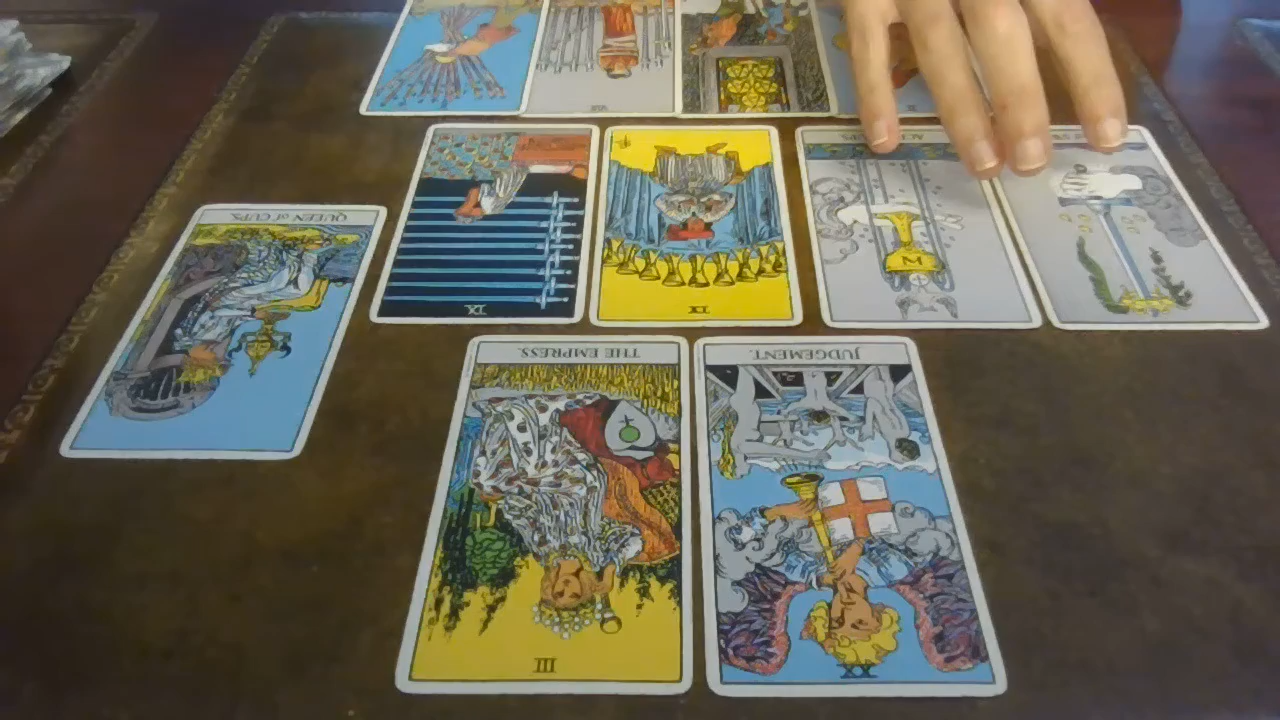 IX
IX
QUEEN of CUPS.
THE EMPRESS.
JUDGEMENT.
III
XX